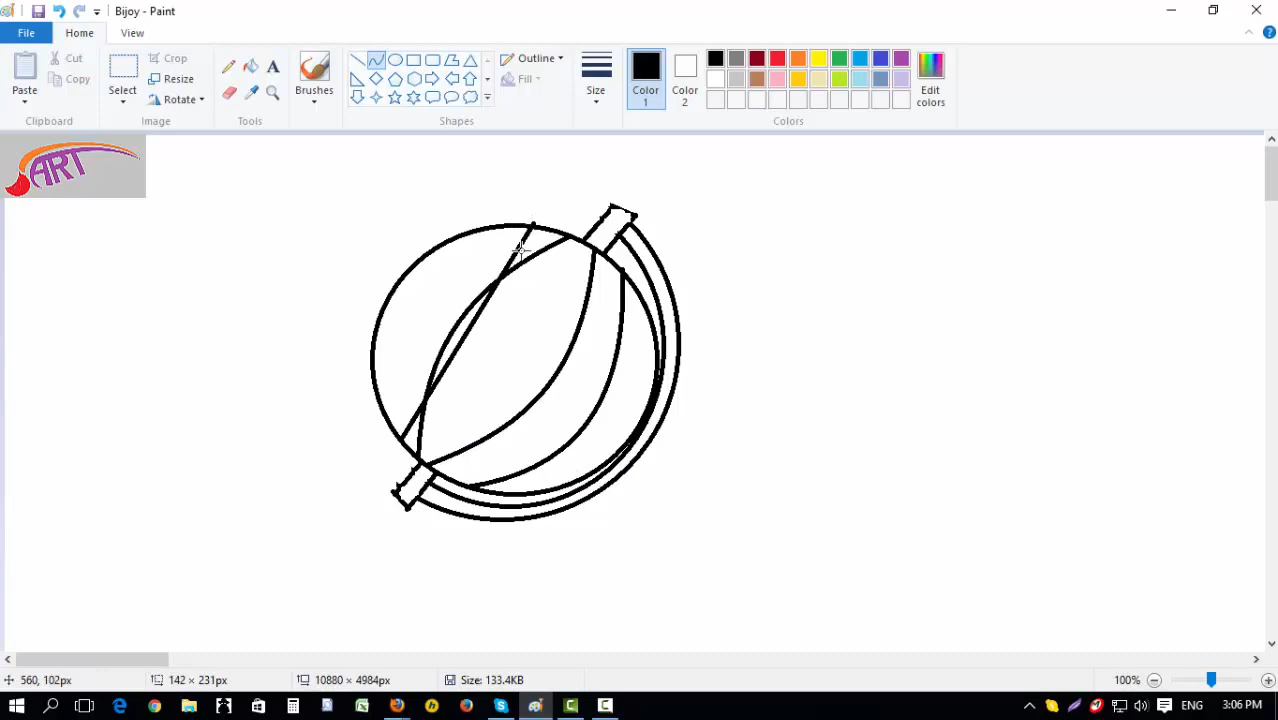 Bijoy - Paint
File Home View
Paste
Cut
Copy
Clipboard
Select
Crop
Resize
Rotate
Image
A
Tools
Brushes
Outline
Fill
Shapes
Size
Color 1
Color 2
Edit colors
Colors
ART
560, 102px 142 × 231px 10880 × 4984px Size: 133.4KB 100%
ENG 3:06 PM